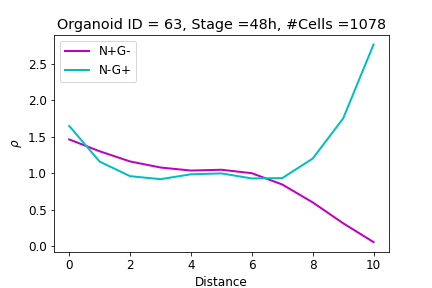 Organoid ID = 63, Stage =48h, #Cells =1078
N+G-
N-G+
2.5
2.0
1.5
1.0
0.5
0.0
ρ
0 2 4 6 8 10
Distance